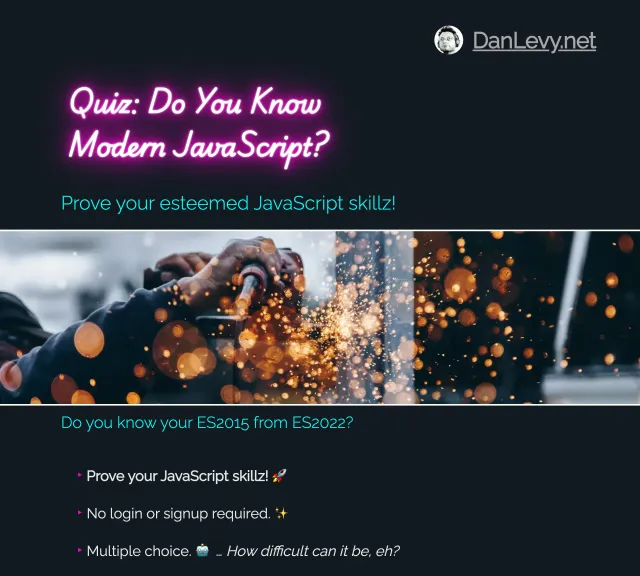 DanLevy.net
Quiz: Do You Know
Modern JavaScript?
Prove your esteemed JavaScript skillz!
Do you know your ES2015 from ES2022?
‣ Prove your JavaScript skillz! 🚀
‣ No login or signup required. ✨
‣ Multiple choice. 🤖 … How difficult can it be, eh?